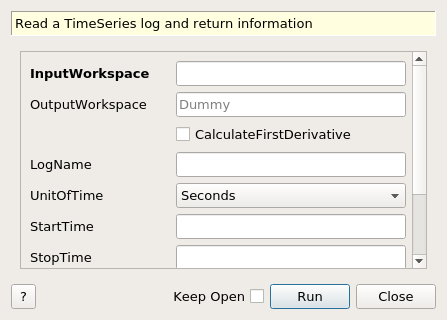 Read a TimeSeries log and return information
InputWorkspace
OutputWorkspace Dummy
CalculateFirstDerivative
LogName
UnitOfTime Seconds
StartTime
StopTime
? Keep Open Run Close